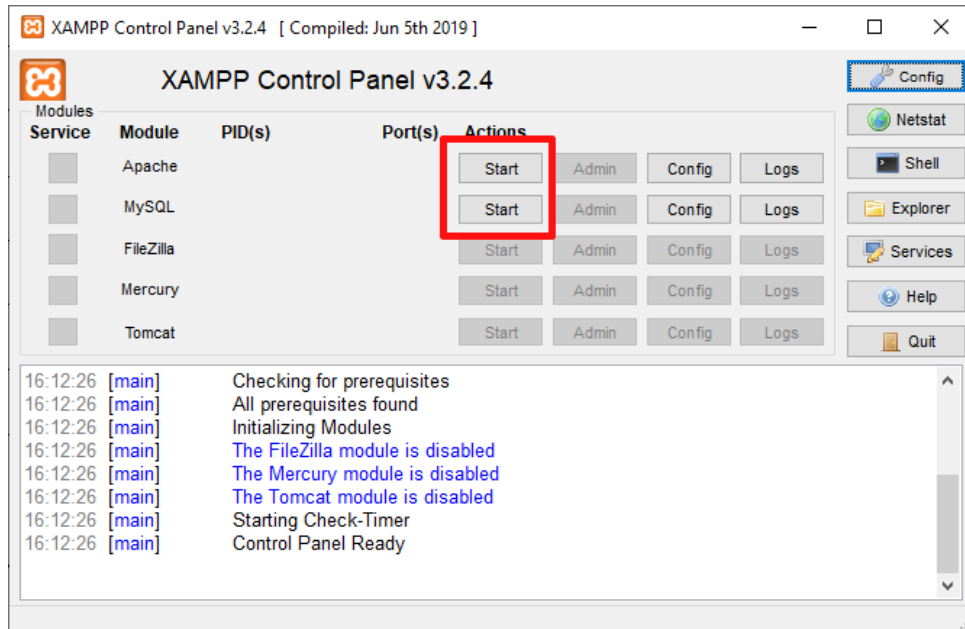 XAMPP Control Panel v3.2.4 [ Compiled: Jun 5th 2019 ]
XAMPP Control Panel v3.2.4
Config
Modules
Service Module PID(s) Port(s) Actions
Netstat
Apache Start Admin Config Logs
Shell
MySQL Start Admin Config Logs
Explorer
FileZilla Start Admin Config Logs
Services
Mercury Start Admin Config Logs
Help
Tomcat Start Admin Config Logs
Quit
16:12:26 [main] Checking for prerequisites
16:12:26 [main] All prerequisites found
16:12:26 [main] Initializing Modules
16:12:26 [main] The FileZilla module is disabled
16:12:26 [main] The Mercury module is disabled
16:12:26 [main] The Tomcat module is disabled
16:12:26 [main] Starting Check-Timer
16:12:26 [main] Control Panel Ready